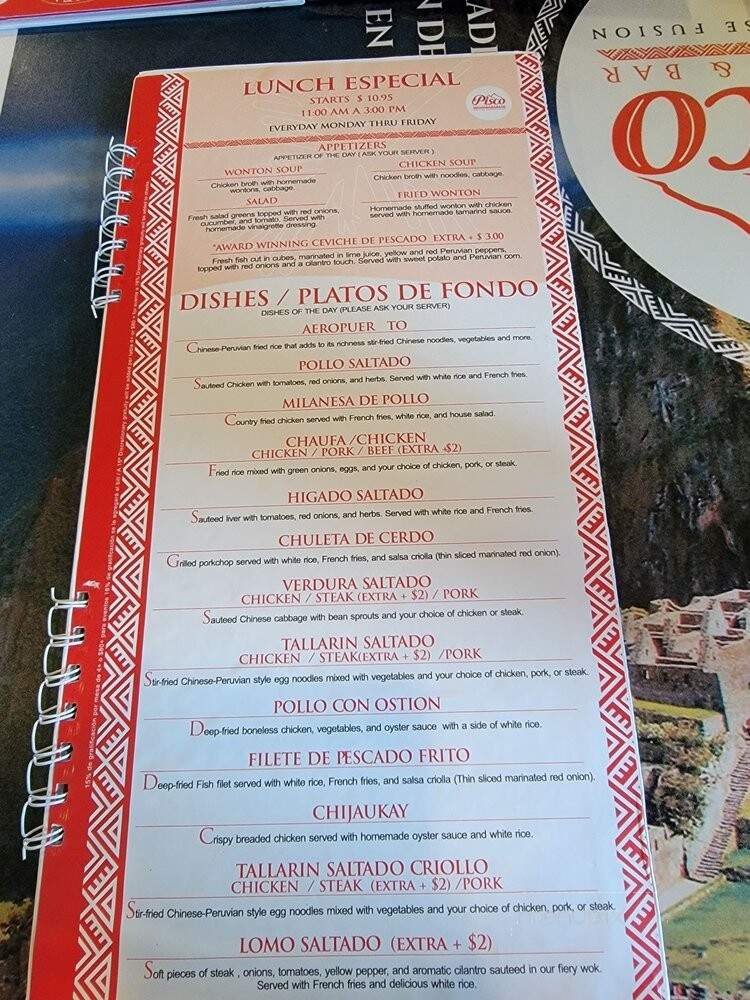 LUNCH ESPECIAL
STARTS $ 10.95
11:00 AM A 3:00 PM
EVERYDAY MONDAY THRU FRIDAY
Pisco
APPETIZERS
APPETIZER OF THE DAY ( ASK YOUR SERVER )
WONTON SOUP
Chicken broth with homemade
wontons, cabbage.
CHICKEN SOUP
Chicken broth with noodles, cabbage.
SALAD
Fresh salad greens topped with red onions,
cucumber, and tomato. Served with
homemade vinaigrette dressing.
FRIED WONTON
Homemade stuffed wonton with chicken
served with homemade tamarind sauce.
*AWARD WINNING CEVICHE DE PESCADO EXTRA + $ 3.00
Fresh fish cut in cubes, marinated in lime juice, yellow and red Peruvian peppers,
topped with red onions and a cilantro touch. Served with sweet potato and Peruvian corn.
DISHES / PLATOS DE FONDO
DISHES OF THE DAY (PLEASE ASK YOUR SERVER)
AEROPUER TO
Chinese-Peruvian fried rice that adds to its richness stir-fried Chinese noodles, vegetables and more.
POLLO SALTADO
Sauteed Chicken with tomatoes, red onions, and herbs. Served with white rice and French fries.
MILANESA DE POLLO
Country fried chicken served with French fries, white rice, and house salad.
CHAUFA /CHICKEN
CHICKEN / PORK / BEEF (EXTRA +$2)
Fried rice mixed with green onions, eggs, and your choice of chicken, pork, or steak.
HIGADO SALTADO
Sauteed liver with tomatoes, red onions, and herbs. Served with white rice and French fries.
CHULETA DE CERDO
Grilled porkchop served with white rice, French fries, and salsa criolla (thin sliced marinated red onion).
VERDURA SALTADO
CHICKEN / STEAK (EXTRA + $2) / PORK
Sauteed Chinese cabbage with bean sprouts and your choice of chicken or steak.
TALLARIN SALTADO
CHICKEN / STEAK(EXTRA + $2) /PORK
Stir-fried Chinese-Peruvian style egg noodles mixed with vegetables and your choice of chicken, pork, or steak.
POLLO CON OSTION
Deep-fried boneless chicken, vegetables, and oyster sauce with a side of white rice.
FILETE DE PESCADO FRITO
Deep-fried Fish filet served with white rice, French fries, and salsa criolla (Thin sliced marinated red onion).
CHIJAUKAY
Crispy breaded chicken served with homemade oyster sauce and white rice.
TALLARIN SALTADO CRIOLLO
CHICKEN / STEAK (EXTRA + $2) /PORK
Stir-fried Chinese-Peruvian style egg noodles mixed with vegetables and your choice of chicken, pork, or steak.
LOMO SALTADO (EXTRA + $2)
Soft pieces of steak , onions, tomatoes, yellow pepper, and aromatic cilantro sauteed in our fiery wok.
Served with French fries and delicious white rice.
EN
FUSION
& BAR
CO